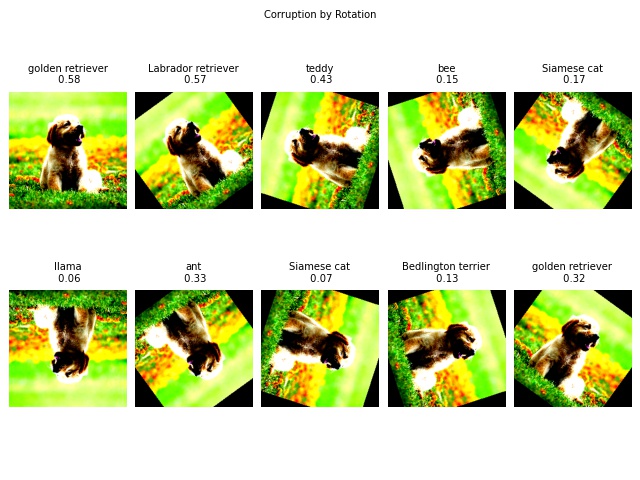 Corruption by Rotation
golden retriever
0.58
Labrador retriever
0.57
teddy
0.43
bee
0.15
Siamese cat
0.17
llama
0.06
ant
0.33
Siamese cat
0.07
Bedlington terrier
0.13
golden retriever
0.32